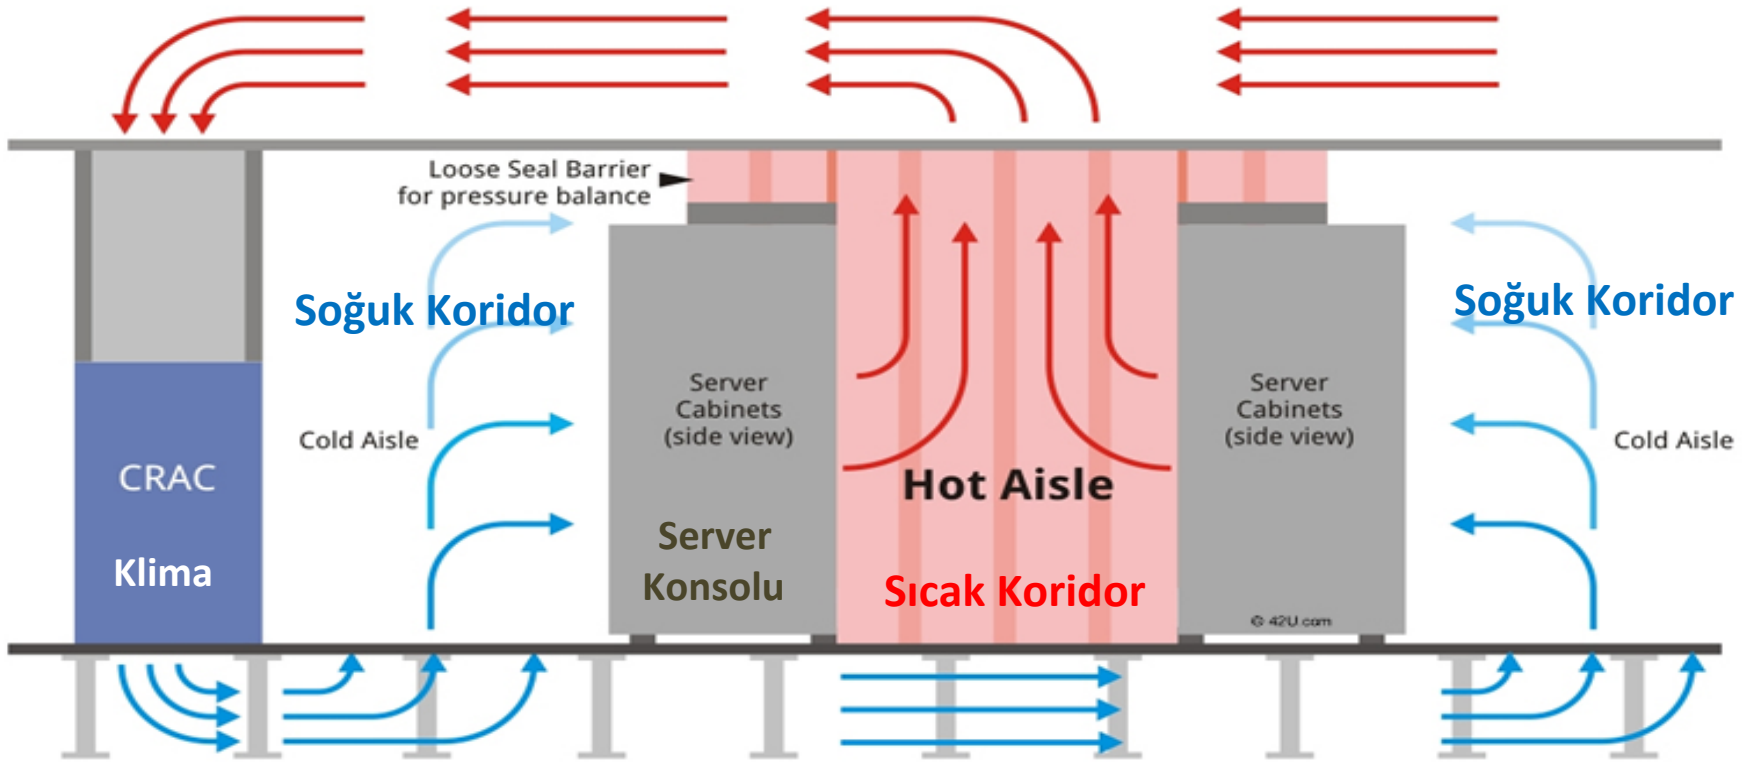 Loose Seal Barrier
for pressure balance
Soğuk Koridor
Soğuk Koridor
Server
Cabinets
(side view)
Server
Cabinets
(side view)
Cold Aisle
Cold Aisle
CRAC
Hot Aisle
Klima
Server
Konsolu
Sıcak Koridor
© 42U.com